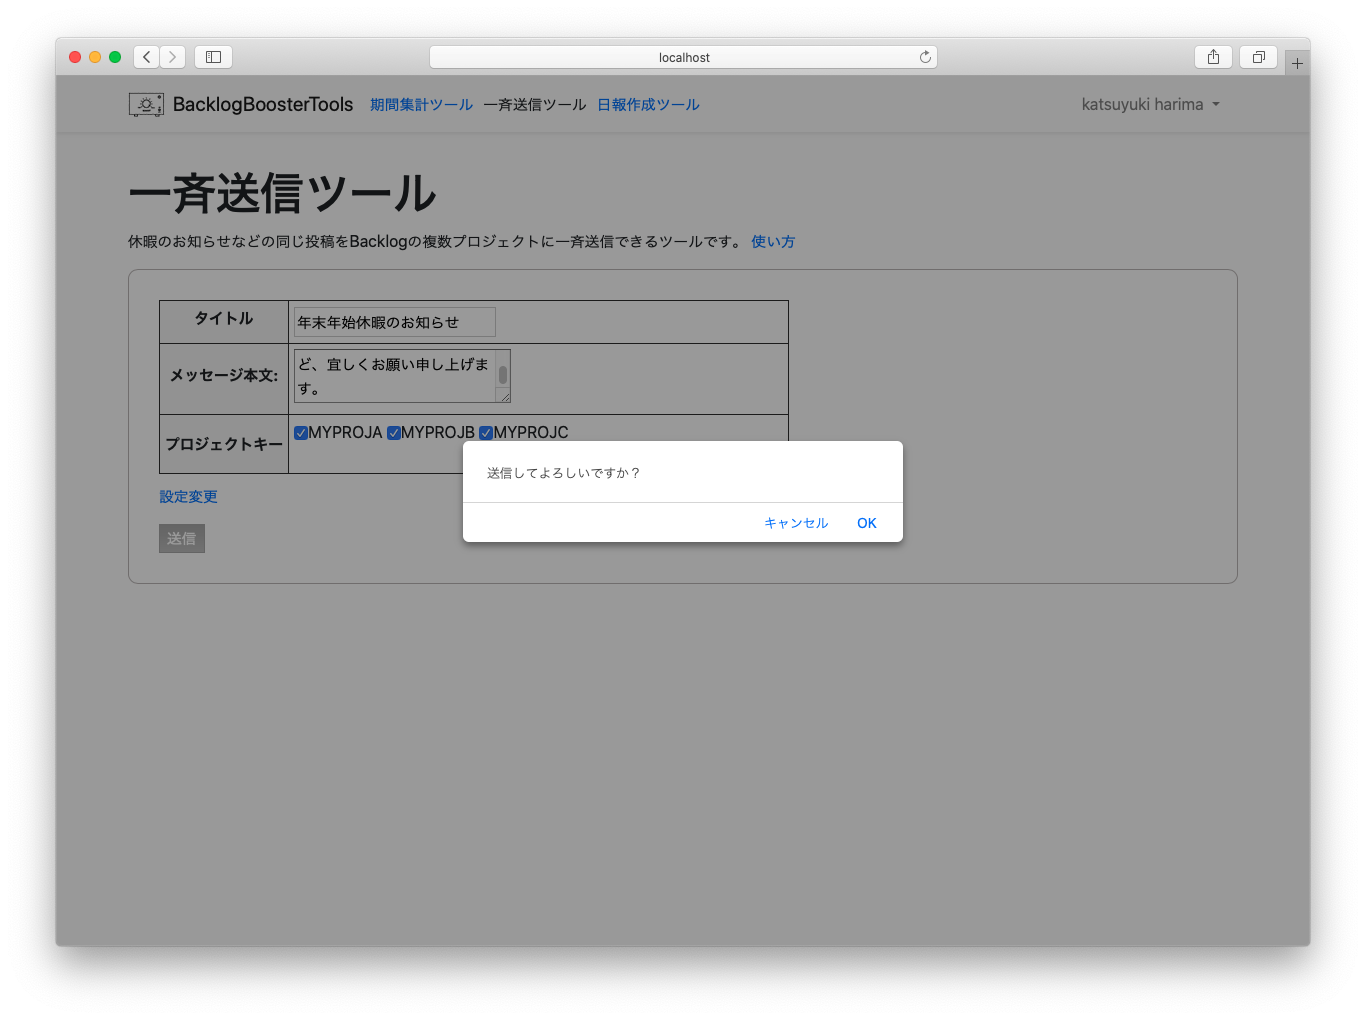 localhost
BacklogBoosterTools 期間集計ツール 一斉送信ツール 日報作成ツール katsuyuki harima
一斉送信ツール
休暇のお知らせなどの同じ投稿をBacklogの複数プロジェクトに一斉送信できるツールです。 使い方
タイトル 年末年始休暇のお知らせ
メッセージ本文: ど、宜しくお願い申し上げま
す。
プロジェクトキー MYPROJA MYPROJB MYPROJC
送信してよろしいですか？
キャンセル OK
設定変更
送信